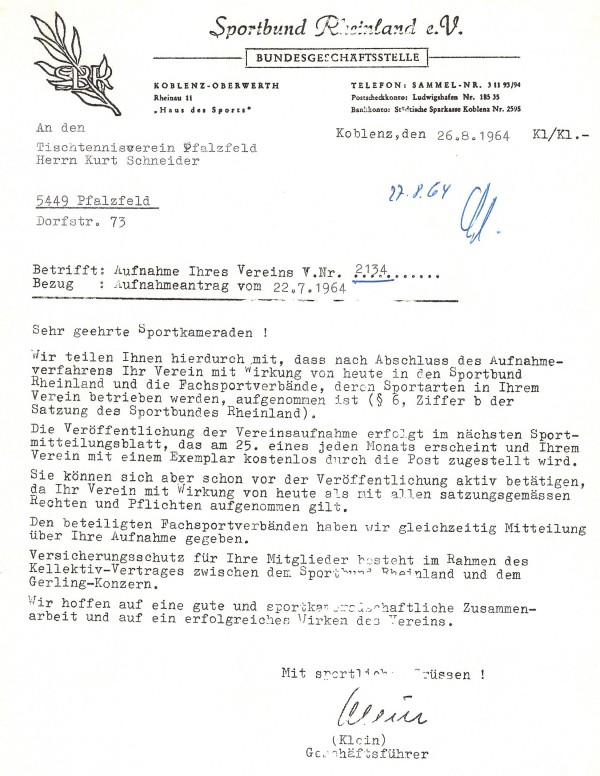 Sportbund Rheinland e.V.
BUNDESGESCHÄFTSSTELLE
SBR
KOBLENZ-OBERWERTH
Rheinau 11
„Haus des Sports"
TELEFON: SAMMEL-NR. 3 11 93/94
Postscheckkonto: Ludwigshafen Nr. 185 35
Bankkonto: Städtische Sparkasse Koblenz Nr. 2595
An den
Tischtennisverein Pfalzfeld
Herrn Kurt Schneider
5449 Pfalzfeld
Dorfstr. 73
Koblenz,den 26.8.1964 Kl/Kl.-
27.8.64
Betrifft: Aufnahme Ihres Vereins V.Nr. 2134.......
Bezug : Aufnahmeantrag vom 22.7.1964
Sehr geehrte Sportkameraden !
Wir teilen Ihnen hierdurch mit, dass nach Abschluss des Aufnahme-
verfahrens Ihr Verein mit Wirkung von heute in den Sportbund
Rheinland und die Fachsportverbände, deren Sportarten in Ihrem
Verein betrieben werden, aufgenommen ist (§ 6, Ziffer b der
Satzung des Sportbundes Rheinland).
Die Veröffentlichung der Vereinsaufnahme erfolgt im nächsten Sport-
mitteilungsblatt, das am 25. eines jeden Monats erscheint und Ihrem
Verein mit einem Exemplar kostenlos durch die Post zugestellt wird.
Sie können sich aber schon vor der Veröffentlichung aktiv betätigen,
da Ihr Verein mit Wirkung von heute als mit allen satzungsgemässen
Rechten und Pflichten aufgenommen gilt.
Den beteiligten Fachsportverbänden haben wir gleichzeitig Mitteilung
über Ihre Aufnahme gegeben.
Versicherungsschutz für Ihre Mitglieder besteht im Rahmen des
Kellektiv-Vertrages zwischen dem Sportbund Rheinland und dem
Gerling-Konzern.
Wir hoffen auf eine gute und sportkameradschaftliche Zusammen-
arbeit und auf ein erfolgreiches Wirken des Vereins.
Mit sportlichen Grüssen !
Klein
(Klein)
Geschäftsführer